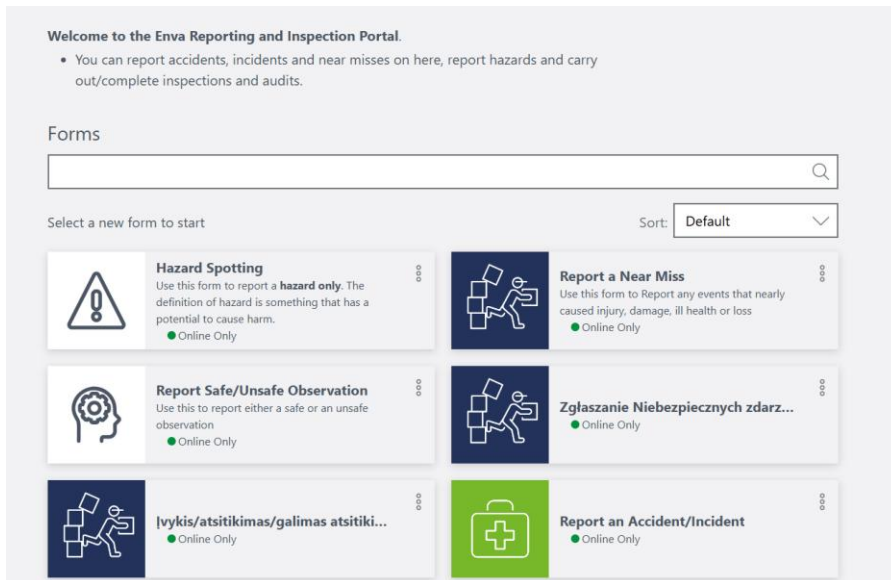 Welcome to the Enva Reporting and Inspection Portal.
• You can report accidents, incidents and near misses on here, report hazards and carry
out/complete inspections and audits.
Forms
Select a new form to start
Sort: Default
Hazard Spotting
Use this form to report a hazard only. The
definition of hazard is something that has a
potential to cause harm.
Online Only
Report a Near Miss
Use this form to Report any events that nearly
caused injury, damage, ill health or loss
Online Only
Report Safe/Unsafe Observation
Use this to report either a safe or an unsafe
observation
Online Only
Zgłaszanie Niebezpiecznych zdarz...
Online Only
Įvykis/atsitikimas/galimas atsitiki...
Online Only
Report an Accident/Incident
Online Only